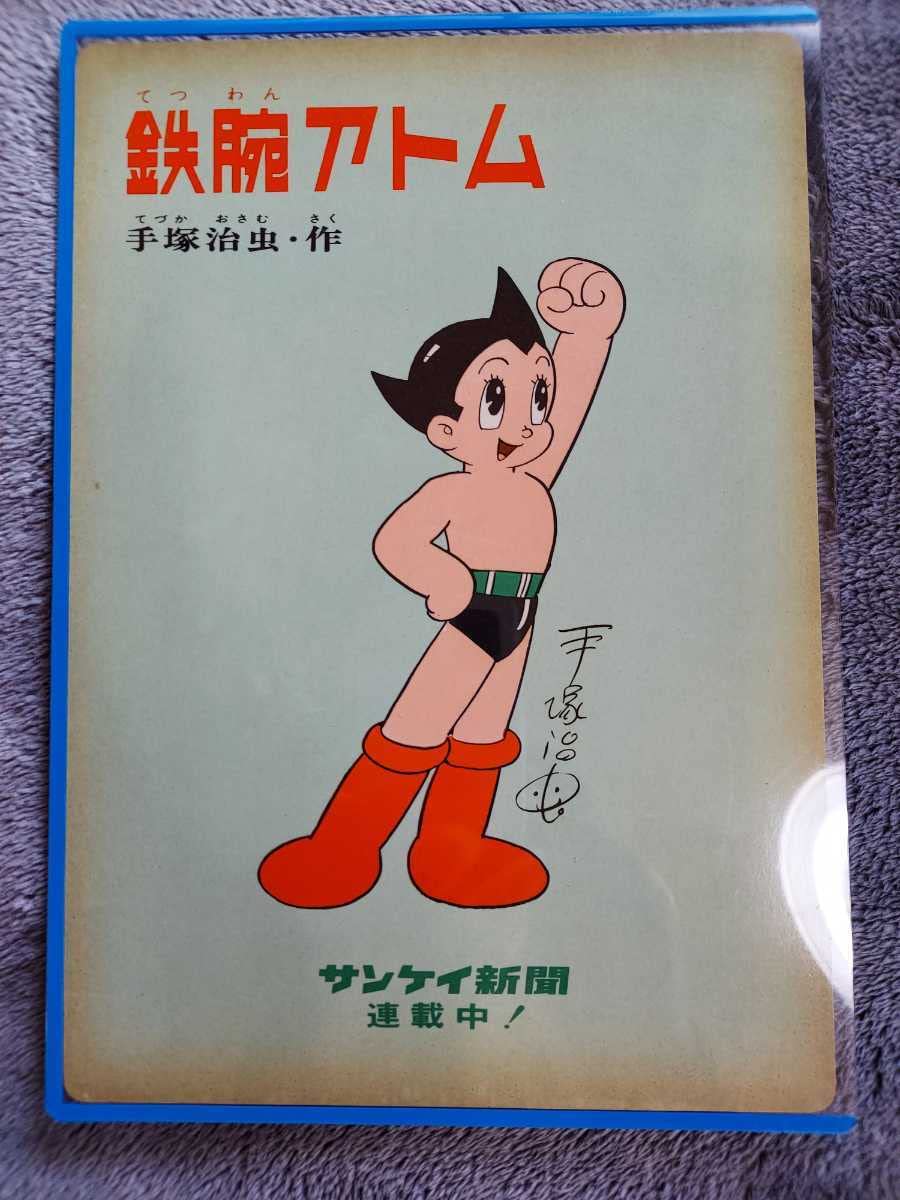 てつわん
鉄腕アトム
てづか おさむ さく
手塚治虫・作
手塚治虫
サンケイ新聞
連載中!